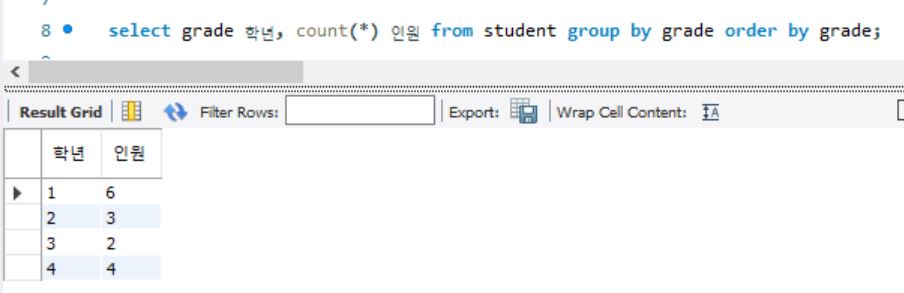 8 select grade 학년, count(*) 인원 from student group by grade order by grade;
Result Grid Filter Rows: Export: Wrap Cell Content: IA
학년 인원
1 6
2 3
3 2
4 4